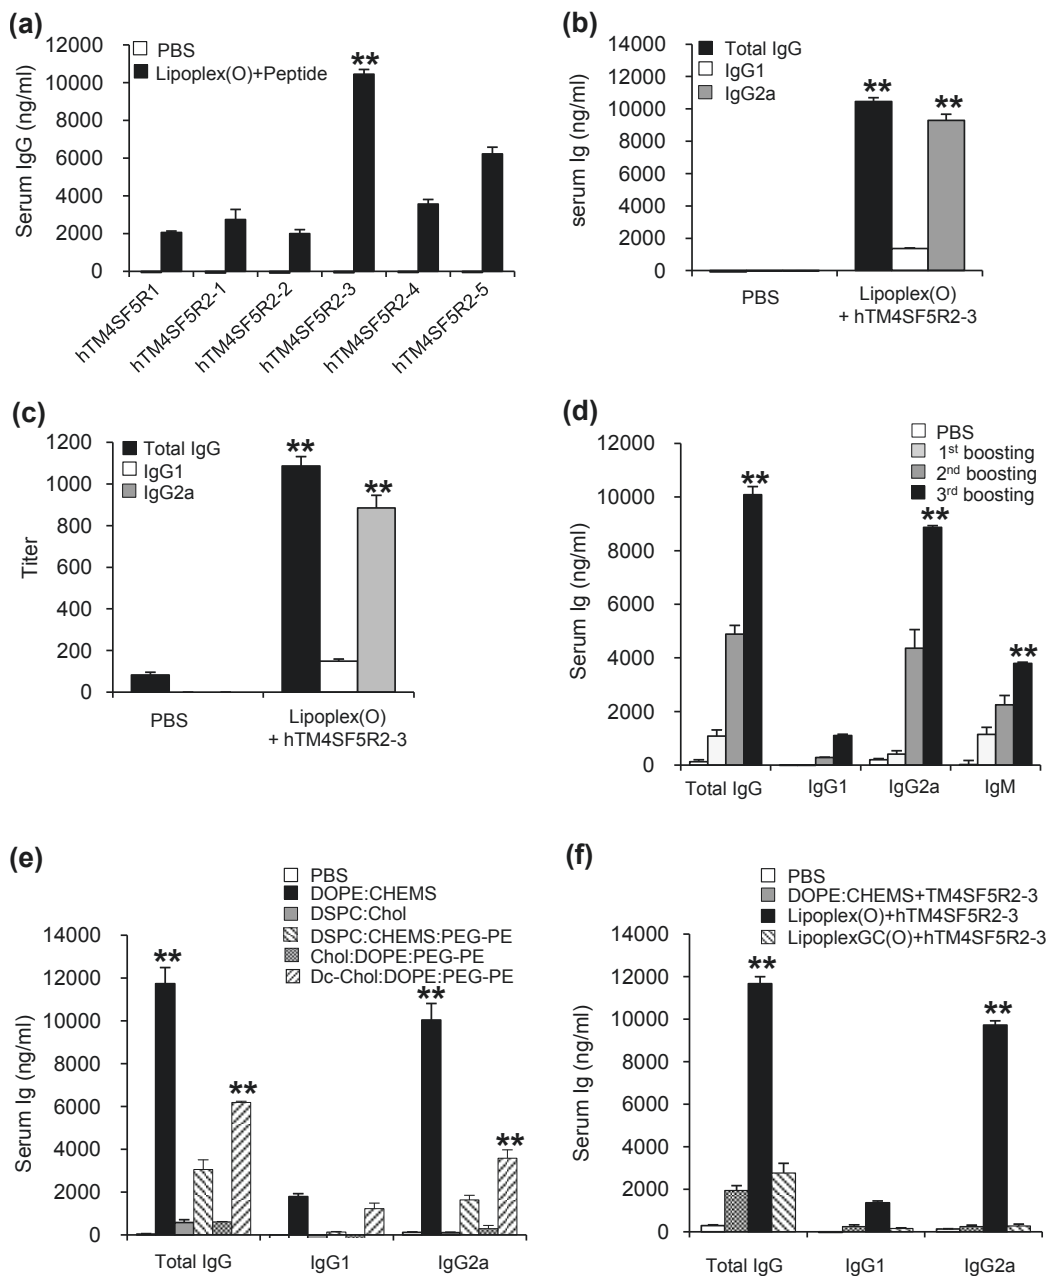 (a)
PBS
Lipoplex(O)+Peptide
**
Serum IgG (ng/ml)
12000
10000
8000
6000
4000
2000
0
hTM4SF5R1
hTM4SF5R2-1
hTM4SF5R2-2
hTM4SF5R2-3
hTM4SF5R2-4
hTM4SF5R2-5
(b)
Total IgG
IgG1
IgG2a
** **
serum Ig (ng/ml)
14000
12000
10000
8000
6000
4000
2000
0
PBS
Lipoplex(O)
+ hTM4SF5R2-3
(c)
Total IgG
IgG1
IgG2a
** **
Titer
1200
1000
800
600
400
200
0
PBS
Lipoplex(O)
+ hTM4SF5R2-3
(d)
PBS
1st boosting
2nd boosting
3rd boosting
** ** **
Serum Ig (ng/ml)
12000
10000
8000
6000
4000
2000
0
Total IgG
IgG1
IgG2a
IgM
(e)
PBS
DOPE:CHEMS
DSPC:Chol
DSPC:CHEMS:PEG-PE
Chol:DOPE:PEG-PE
Dc-Chol:DOPE:PEG-PE
** ** ** **
Serum Ig (ng/ml)
14000
12000
10000
8000
6000
4000
2000
0
Total IgG
IgG1
IgG2a
(f)
PBS
DOPE:CHEMS+TM4SF5R2-3
Lipoplex(O)+hTM4SF5R2-3
LipoplexGC(O)+hTM4SF5R2-3
** **
Serum Ig (ng/ml)
14000
12000
10000
8000
6000
4000
2000
0
Total IgG
IgG1
IgG2a